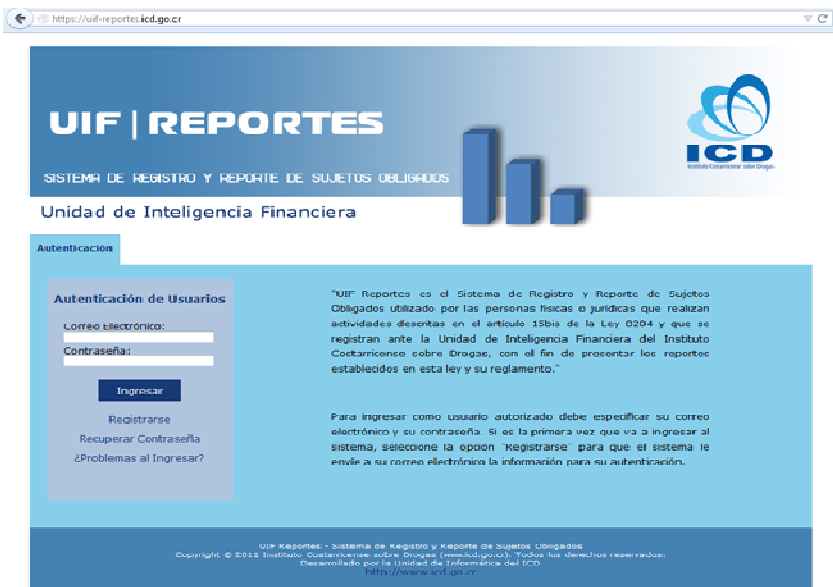 https://uif-reportes.icd.go.cr
UIF | REPORTES
ICD
Instituto Costarricense sobre Drogas
SISTEMA DE REGISTRO Y REPORTE DE SUJETOS OBLIGADOS
Unidad de Inteligencia Financiera
Autenticación
Autenticación de Usuarios
Correo Electrónico:
Contraseña:
Ingresar
Registrarse
Recuperar Contraseña
¿Problemas al Ingresar?
"UIF Reportes es el Sistema de Registro y Reporte de Sujetos
Obligados utilizado por las personas físicas o jurídicas que realizan
actividades descritas en el artículo 15bis de la Ley 8204 y que se
registran ante la Unidad de Inteligencia Financiera del Instituto
Costarricense sobre Drogas, con el fin de presentar los reportes
establecidos en esta ley y su reglamento."
Para ingresar como usuario autorizado debe especificar su correo
electrónico y su contraseña. Si es la primera vez que va a ingresar al
sistema, seleccione la opción "Registrarse" para que el sistema le
envíe a su correo electrónico la información para su autenticación.
UIF Reportes - Sistema de Registro y Reporte de Sujetos Obligados
Copyright © 2011 Instituto Costarricense sobre Drogas (www.icd.go.cr). Todos los derechos reservados.
Desarrollado por la Unidad de Informática del ICD
http://www.icd.go.cr